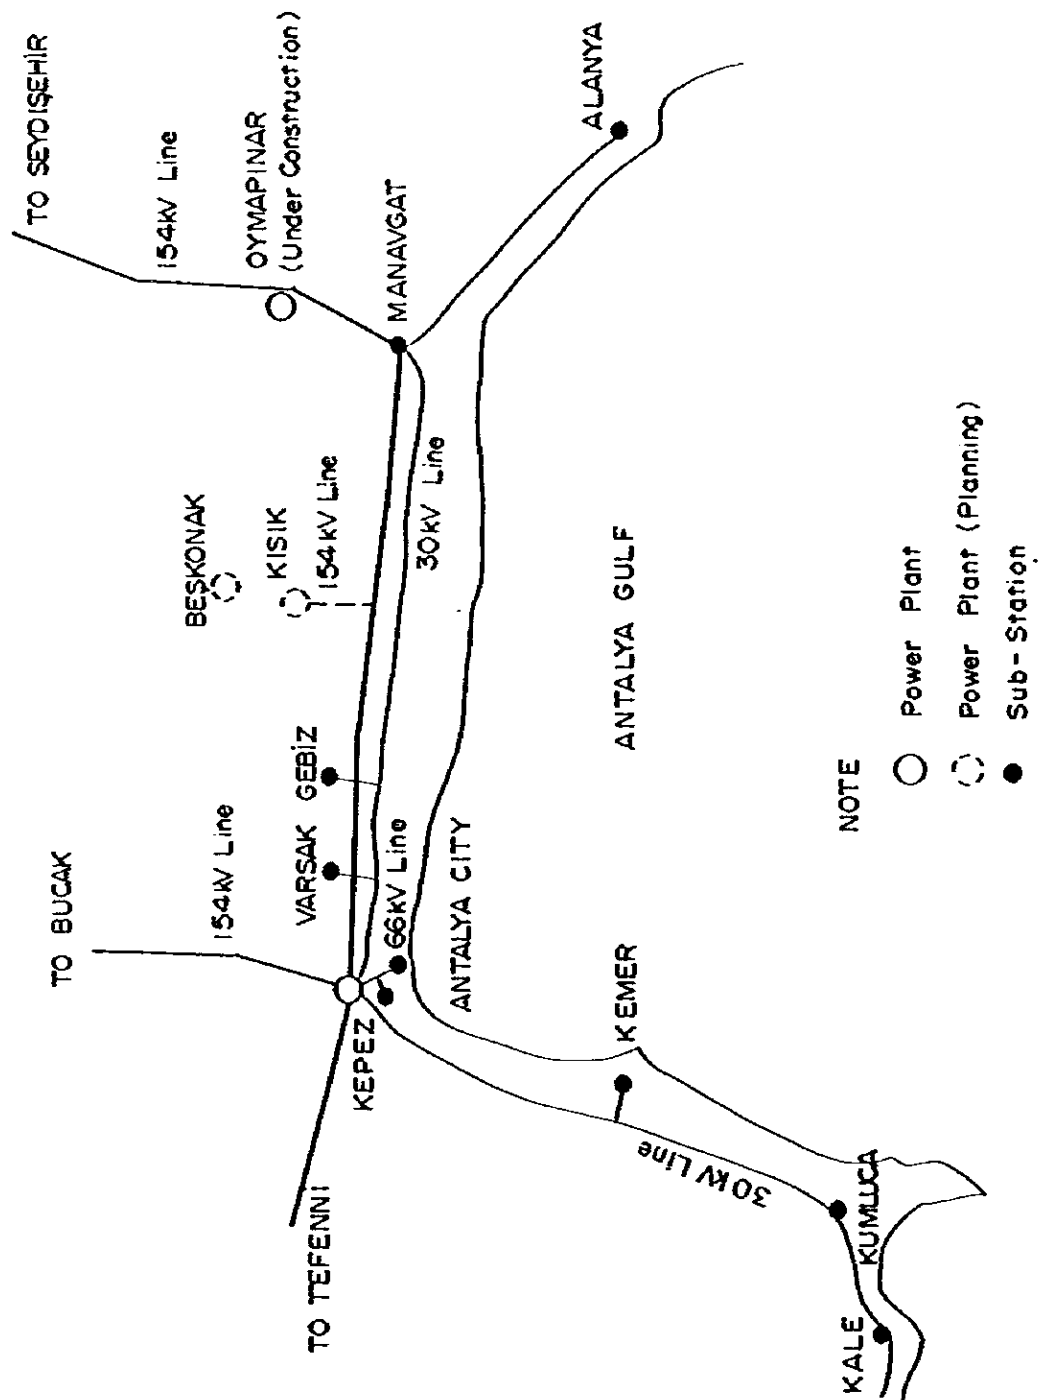 TO SEYDIŞEHİR
154kV Line
OYMAPINAR
(Under Construction)
MANAVGAT
ALANYA
BEŞKONAK
KISIK
154kV Line
30kV Line
TO BUCAK
154kV Line
VARSAK
GEBİZ
66kV Line
ANTALYA CITY
ANTALYA GULF
KEPEZ
TO TEFENNİ
KEMER
30kV Line
KUMLUCA
KALE
NOTE
Power Plant
Power Plant (Planning)
Sub-Station